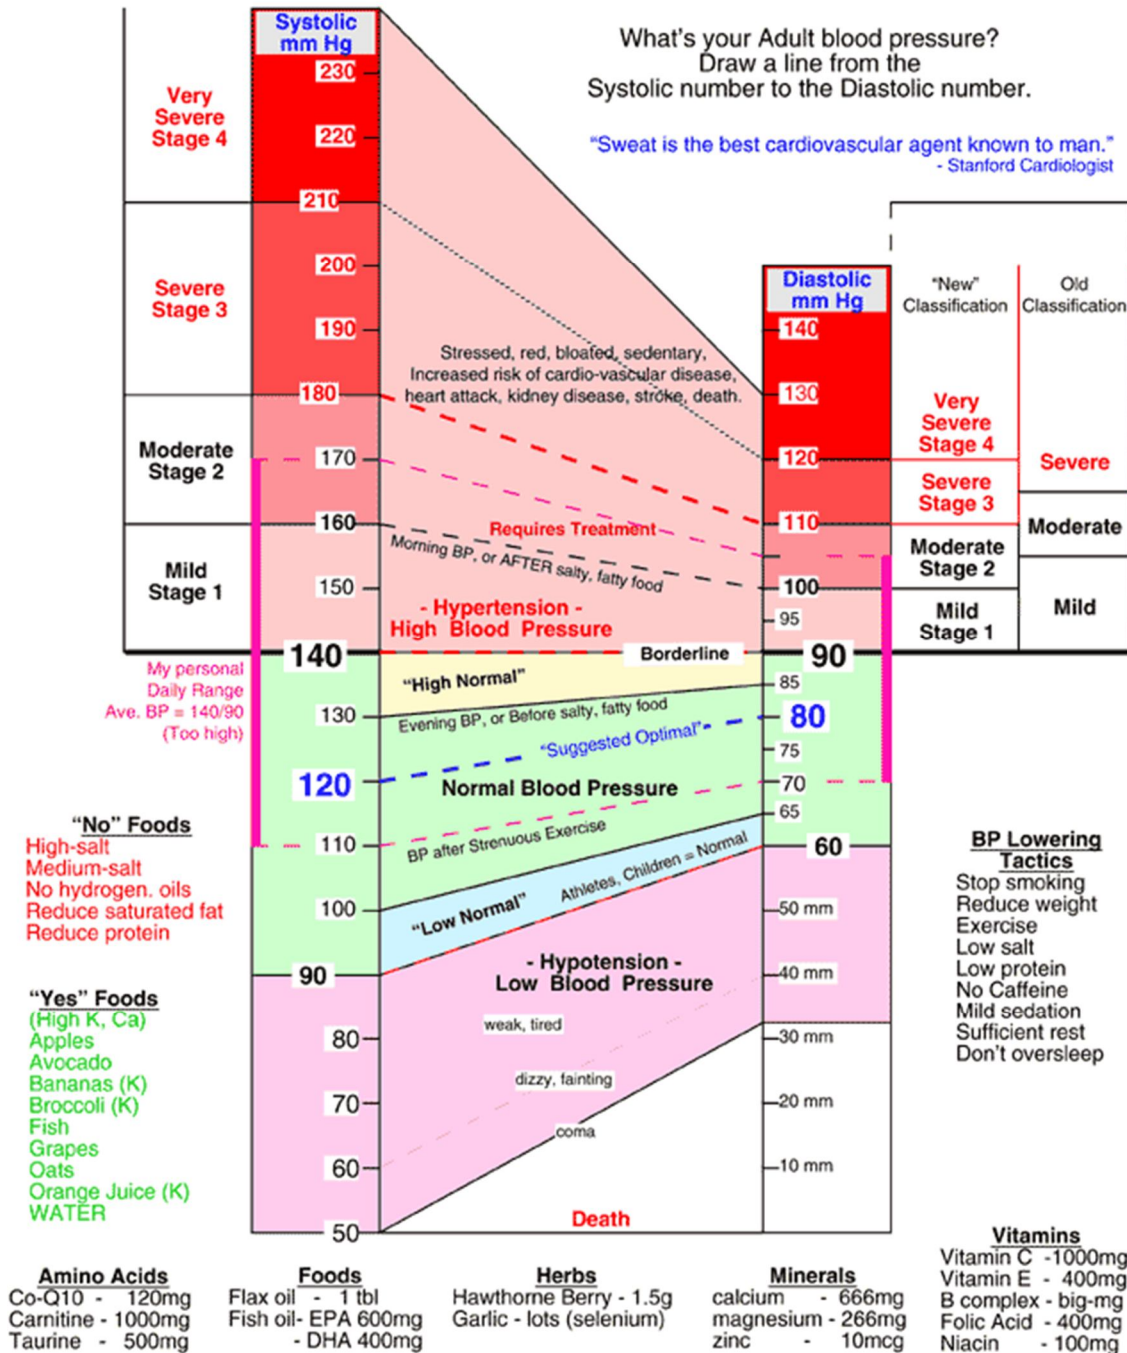 What's your Adult blood pressure?
Draw a line from the
Systolic number to the Diastolic number.
“Sweat is the best cardiovascular agent known to man.”
- Stanford Cardiologist
Systolic
mm Hg
230
220
210
200
190
180
170
160
150
140
130
120
110
100
90
80
70
60
50
Very
Severe
Stage 4
Severe
Stage 3
Moderate
Stage 2
Mild
Stage 1
My personal
Daily Range
Ave. BP = 140/90
(Too high)
Stressed, red, bloated, sedentary,
Increased risk of cardio-vascular disease,
heart attack, kidney disease, stroke, death.
Requires Treatment
Morning BP, or AFTER salty, fatty food
- Hypertension -
High Blood Pressure
Borderline
“High Normal”
Evening BP, or Before salty, fatty food
“Suggested Optimal”
Normal Blood Pressure
BP after Strenuous Exercise
Athletes, Children = Normal
“Low Normal”
- Hypotension -
Low Blood Pressure
weak, tired
dizzy, fainting
coma
Death
Diastolic
mm Hg
140
130
120
110
100
95
90
85
80
75
70
65
60
50 mm
40 mm
30 mm
20 mm
10 mm
“New”
Classification
Very
Severe
Stage 4
Severe
Stage 3
Moderate
Stage 2
Mild
Stage 1
Old
Classification
Severe
Moderate
Mild
“No” Foods
High-salt
Medium-salt
No hydrogen. oils
Reduce saturated fat
Reduce protein
“Yes” Foods
(High K, Ca)
Apples
Avocado
Bananas (K)
Broccoli (K)
Fish
Grapes
Oats
Orange Juice (K)
WATER
BP Lowering
Tactics
Stop smoking
Reduce weight
Exercise
Low salt
Low protein
No Caffeine
Mild sedation
Sufficient rest
Don't oversleep
Amino Acids
Co-Q10 - 120mg
Carnitine - 1000mg
Taurine - 500mg
Foods
Flax oil - 1 tbl
Fish oil- EPA 600mg
- DHA 400mg
Herbs
Hawthorne Berry - 1.5g
Garlic - lots (selenium)
Minerals
calcium - 666mg
magnesium - 266mg
zinc - 10mcg
Vitamins
Vitamin C -1000mg
Vitamin E - 400mg
B complex - big-mg
Folic Acid - 400mg
Niacin - 100mg